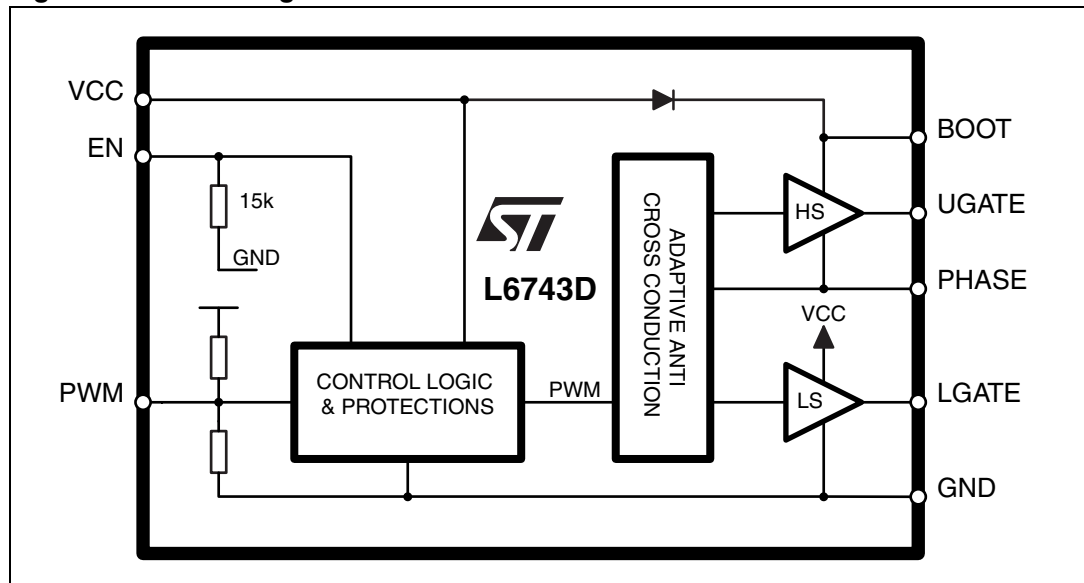 VCC
EN
15k
GND
PWM
ST
L6743D
CONTROL LOGIC
& PROTECTIONS
PWM
ADAPTIVE ANTI
CROSS CONDUCTION
HS
VCC
LS
BOOT
UGATE
PHASE
LGATE
GND